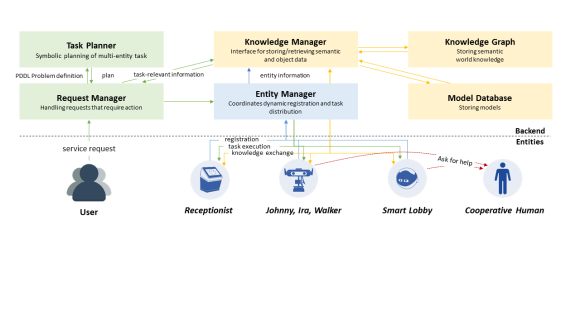 Task Planner
Symbolic planning of multi-entity task
Knowledge Manager
Interface for storing/retrieving semantic
and object data
Knowledge Graph
Storing semantic
world knowledge
PDDL Problem definition
plan
task-relevant information
entity information
Request Manager
Handling requests that require action
Entity Manager
Coordinates dynamic registration and task
distribution
Model Database
Storing models
Backend
Entities
service request
registration
task execution
knowledge exchange
Ask for help
User
Receptionist
Johnny, Ira, Walker
Smart Lobby
Cooperative Human